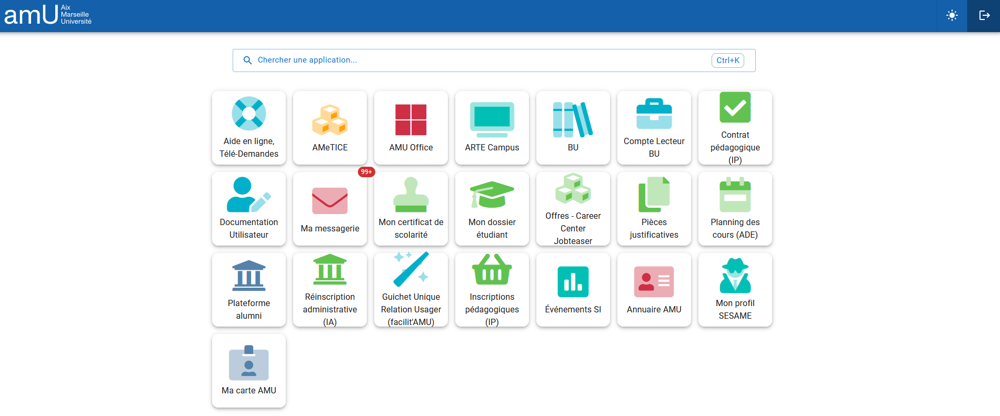 amU
Aix
Marseille
Université
Chercher une application...
Ctrl+K
Aide en ligne,
Télé-Demandes
AMeTICE
AMU Office
ARTE Campus
BU
Compte Lecteur
BU
Contrat
pédagogique
(IP)
Documentation
Utilisateur
99+
Ma messagerie
Mon certificat de
scolarité
Mon dossier
étudiant
Offres - Career
Center
Jobteaser
Pièces
justificatives
Planning des
cours (ADE)
Plateforme
alumni
Réinscription
administrative
(IA)
Guichet Unique
Relation Usager
(facilit'AMU)
Inscriptions
pédagogiques
(IP)
Événements SI
Annuaire AMU
Mon profil
SESAME
Ma carte AMU